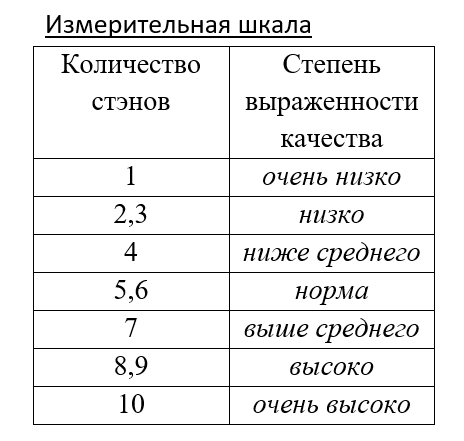 Измерительная шкала
Количество стэнов | Степень выраженности качества
1 | очень низко
2,3 | низко
4 | ниже среднего
5,6 | норма
7 | выше среднего
8,9 | высоко
10 | очень высоко